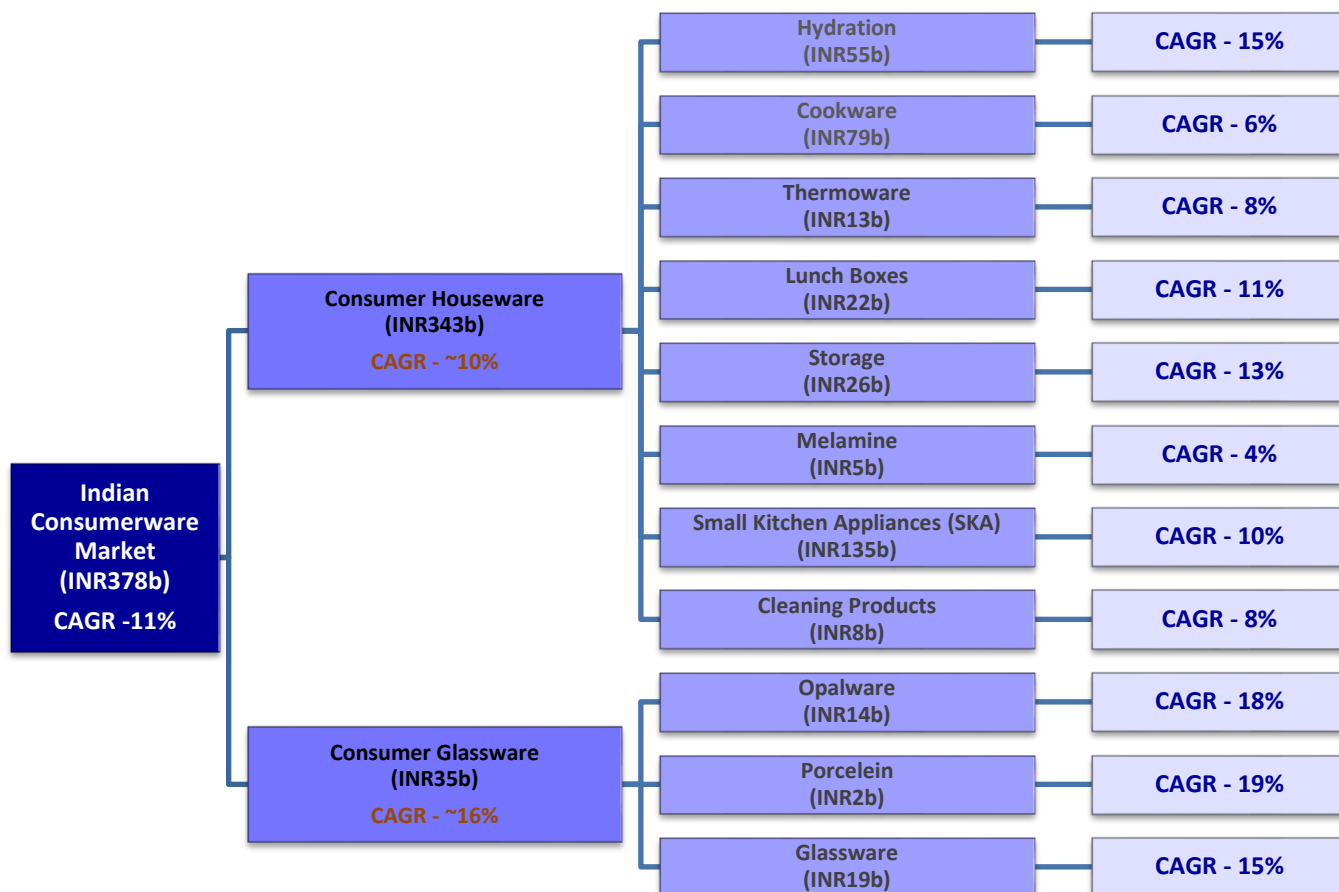 Indian
Consumerware
Market
(INR378b)
CAGR -11%
Consumer Houseware
(INR343b)
CAGR - ~10%
Hydration
(INR55b)
CAGR - 15%
Cookware
(INR79b)
CAGR - 6%
Thermoware
(INR13b)
CAGR - 8%
Lunch Boxes
(INR22b)
CAGR - 11%
Storage
(INR26b)
CAGR - 13%
Melamine
(INR5b)
CAGR - 4%
Small Kitchen Appliances (SKA)
(INR135b)
CAGR - 10%
Cleaning Products
(INR8b)
CAGR - 8%
Consumer Glassware
(INR35b)
CAGR - ~16%
Opalware
(INR14b)
CAGR - 18%
Porcelein
(INR2b)
CAGR - 19%
Glassware
(INR19b)
CAGR - 15%